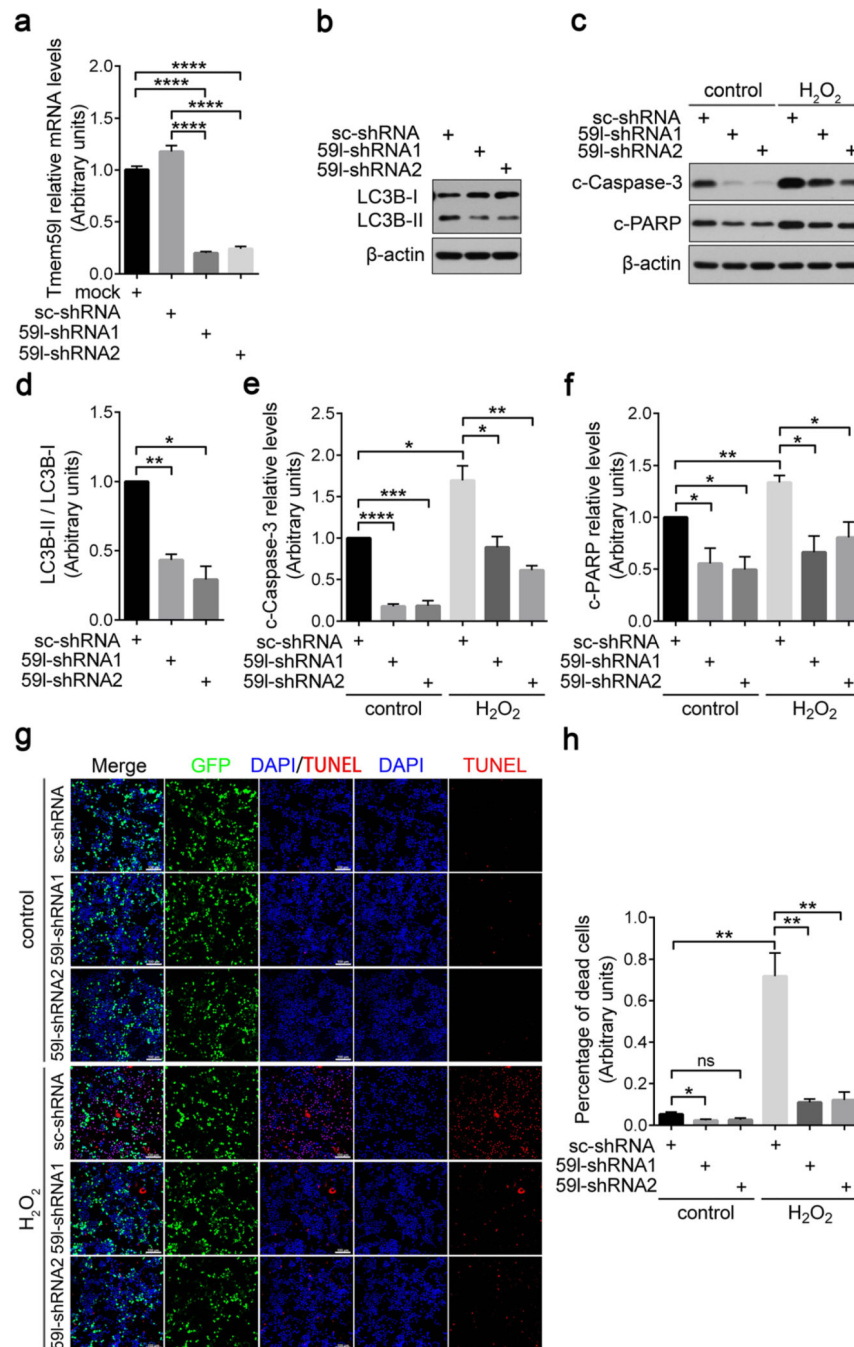 a
Tmem59l relative mRNA levels
(Arbitrary units)
2.0
1.5
1.0
0.5
0.0
****
****
****
****
mock +
sc-shRNA +
59l-shRNA1 +
59l-shRNA2 +
b
sc-shRNA +
59l-shRNA1 +
59l-shRNA2 +
LC3B-I
LC3B-II
β-actin
c
control H₂O₂
sc-shRNA + +
59l-shRNA1 + +
59l-shRNA2 + +
c-Caspase-3
c-PARP
β-actin
d
LC3B-II / LC3B-I
(Arbitrary units)
1.5
1.0
0.5
0.0
*
**
sc-shRNA +
59l-shRNA1 +
59l-shRNA2 +
e
c-Caspase-3 relative levels
(Arbitrary units)
2.5
2.0
1.5
1.0
0.5
0.0
**
* *
***
****
sc-shRNA + +
59l-shRNA1 + +
59l-shRNA2 + +
control H₂O₂
f
c-PARP relative levels
(Arbitrary units)
2.0
1.5
1.0
0.5
0.0
*
** *
*
*
sc-shRNA + +
59l-shRNA1 + +
59l-shRNA2 + +
control H₂O₂
g
Merge GFP DAPI/TUNEL DAPI TUNEL
control
sc-shRNA
59l-shRNA1
59l-shRNA2
H₂O₂
sc-shRNA
59l-shRNA1
59l-shRNA2
h
Percentage of dead cells
(Arbitrary units)
1.0
0.8
0.6
0.4
0.2
0.0
**
** **
ns
*
sc-shRNA + +
59l-shRNA1 + +
59l-shRNA2 + +
control H₂O₂